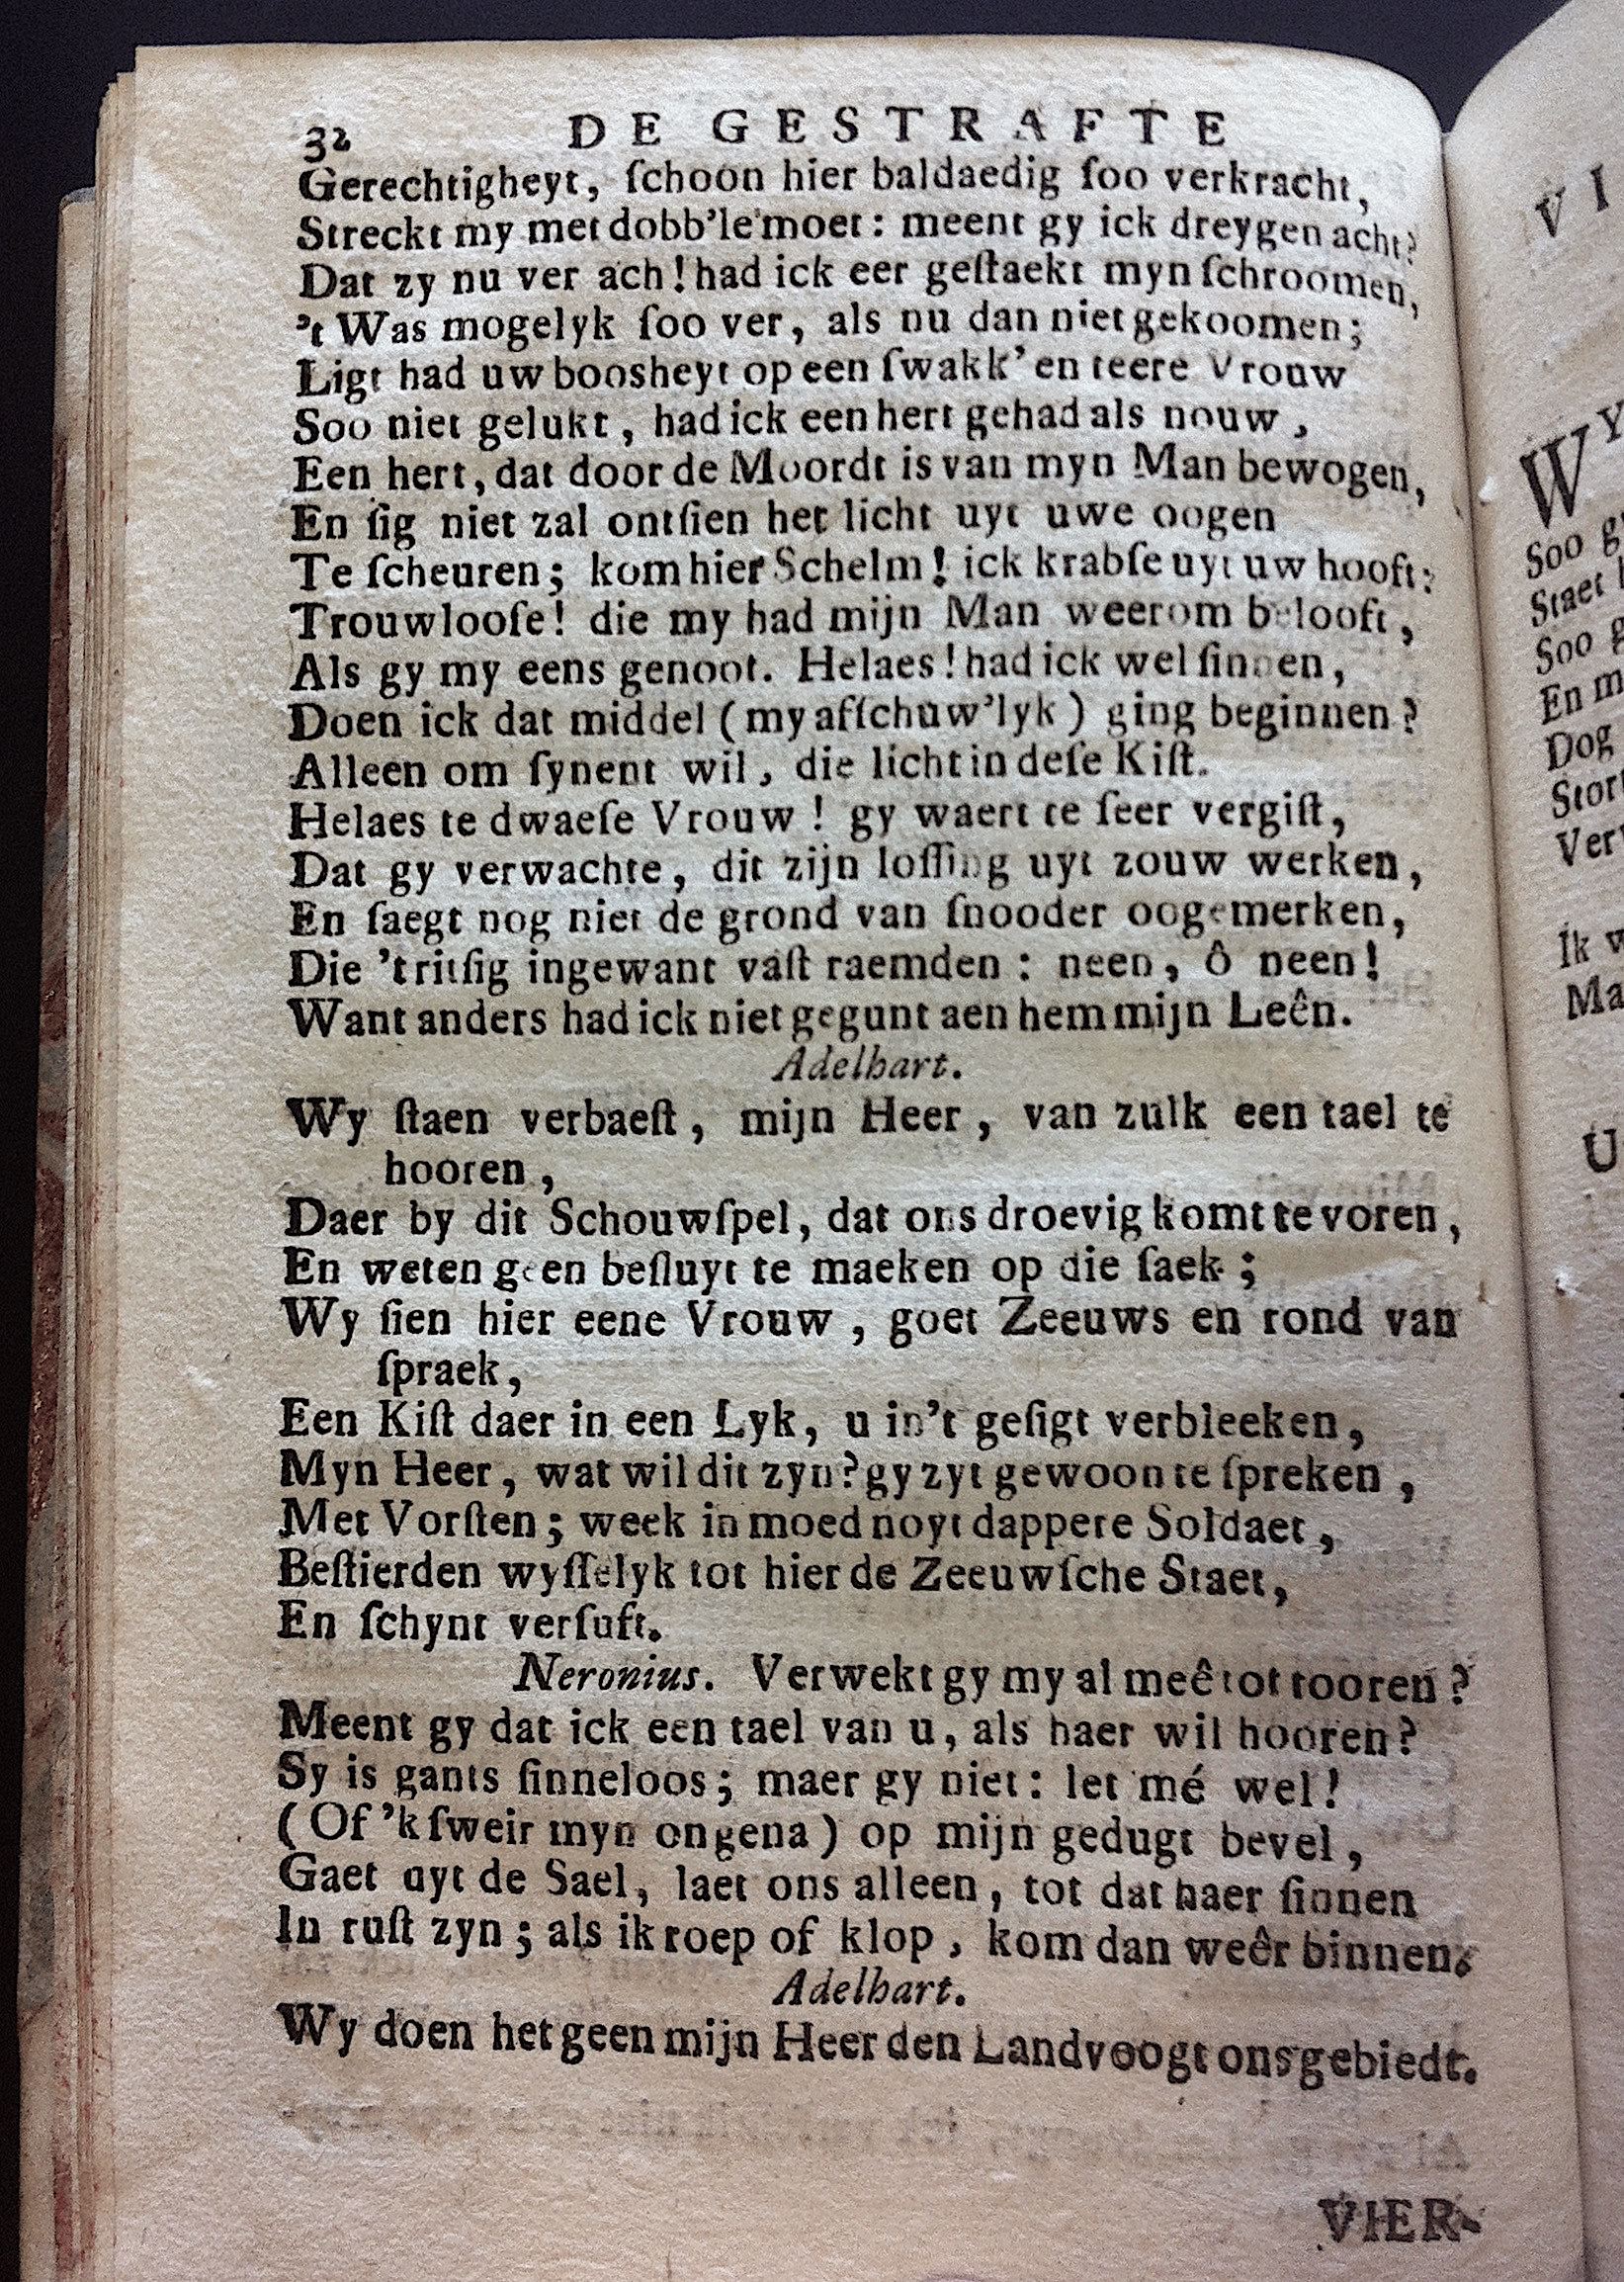 32 DE GESTRAFTE
Gerechtigheyt, ſchoon hier baldaedig ſoo verkracht,
Streckt my met dobb'le moet: meent gy ick dreygen acht?
Dat zy nu ver ach! had ick eer geſtaekt myn ſchroomen,
't Was mogelyk ſoo ver, als nu dan niet gekoomen;
Ligt had uw boosheyt op een ſwakk' en teere Vrouw
Soo niet gelukt, had ick een hert gehad als nouw,
Een hert, dat door de Moordt is van myn Man bewogen,
En ſig niet zal ontſien het licht uyt uwe oogen
Te ſcheuren; kom hier Schelm! ick krabſe uyt uw hooft:
Trouwlooſe! die my had mijn Man weerom belooft,
Als gy my eens genoot. Helaes! had ick wel ſinnen,
Doen ick dat middel (my afſchuw'lyk) ging beginnen?
Alleen om ſynent wil, die licht in deſe Kiſt.
Helaes te dwaeſe Vrouw! gy waert te ſeer vergiſt,
Dat gy verwachte, dit zijn loſſing uyt zouw werken,
En ſaegt nog niet de grond van ſnooder oogemerken,
Die 't ritſig ingewant vaſt raemden: neen, ô neen!
Want anders had ick niet gegunt aen hem mijn Leên.
Adelhart.
Wy ſtaen verbaeſt, mijn Heer, van zulk een tael te
hooren,
Daer by dit Schouwſpel, dat ons droevig komt te voren,
En weten geen beſluyt te maeken op die ſaek;
Wy ſien hier eene Vrouw, goet Zeeuws en rond van
ſpraek,
Een Kiſt daer in een Lyk, u in't geſigt verbleeken,
Myn Heer, wat wil dit zyn? gy zyt gewoon te ſpreken,
Met Vorſten; week in moed noyt dappere Soldaet,
Beſtierden wyſſelyk tot hier de Zeeuwſche Staet,
En ſchynt verſuft.
Neronius. Verwekt gy my al meê tot tooren?
Meent gy dat ick een tael van u, als haer wil hooren?
Sy is gants ſinneloos; maer gy niet: let mé wel!
(Of 'k ſweir myn ongena) op mijn gedugt bevel,
Gaet uyt de Sael, laet ons alleen, tot dat haer ſinnen
In ruſt zyn; als ik roep of klop, kom dan weêr binnen.
Adelhart.
Wy doen het geen mijn Heer den Landvoogt ons gebiedt.
VIER-
V I
WY
Soo
Staet
Soo
En
Dog
Ik
U